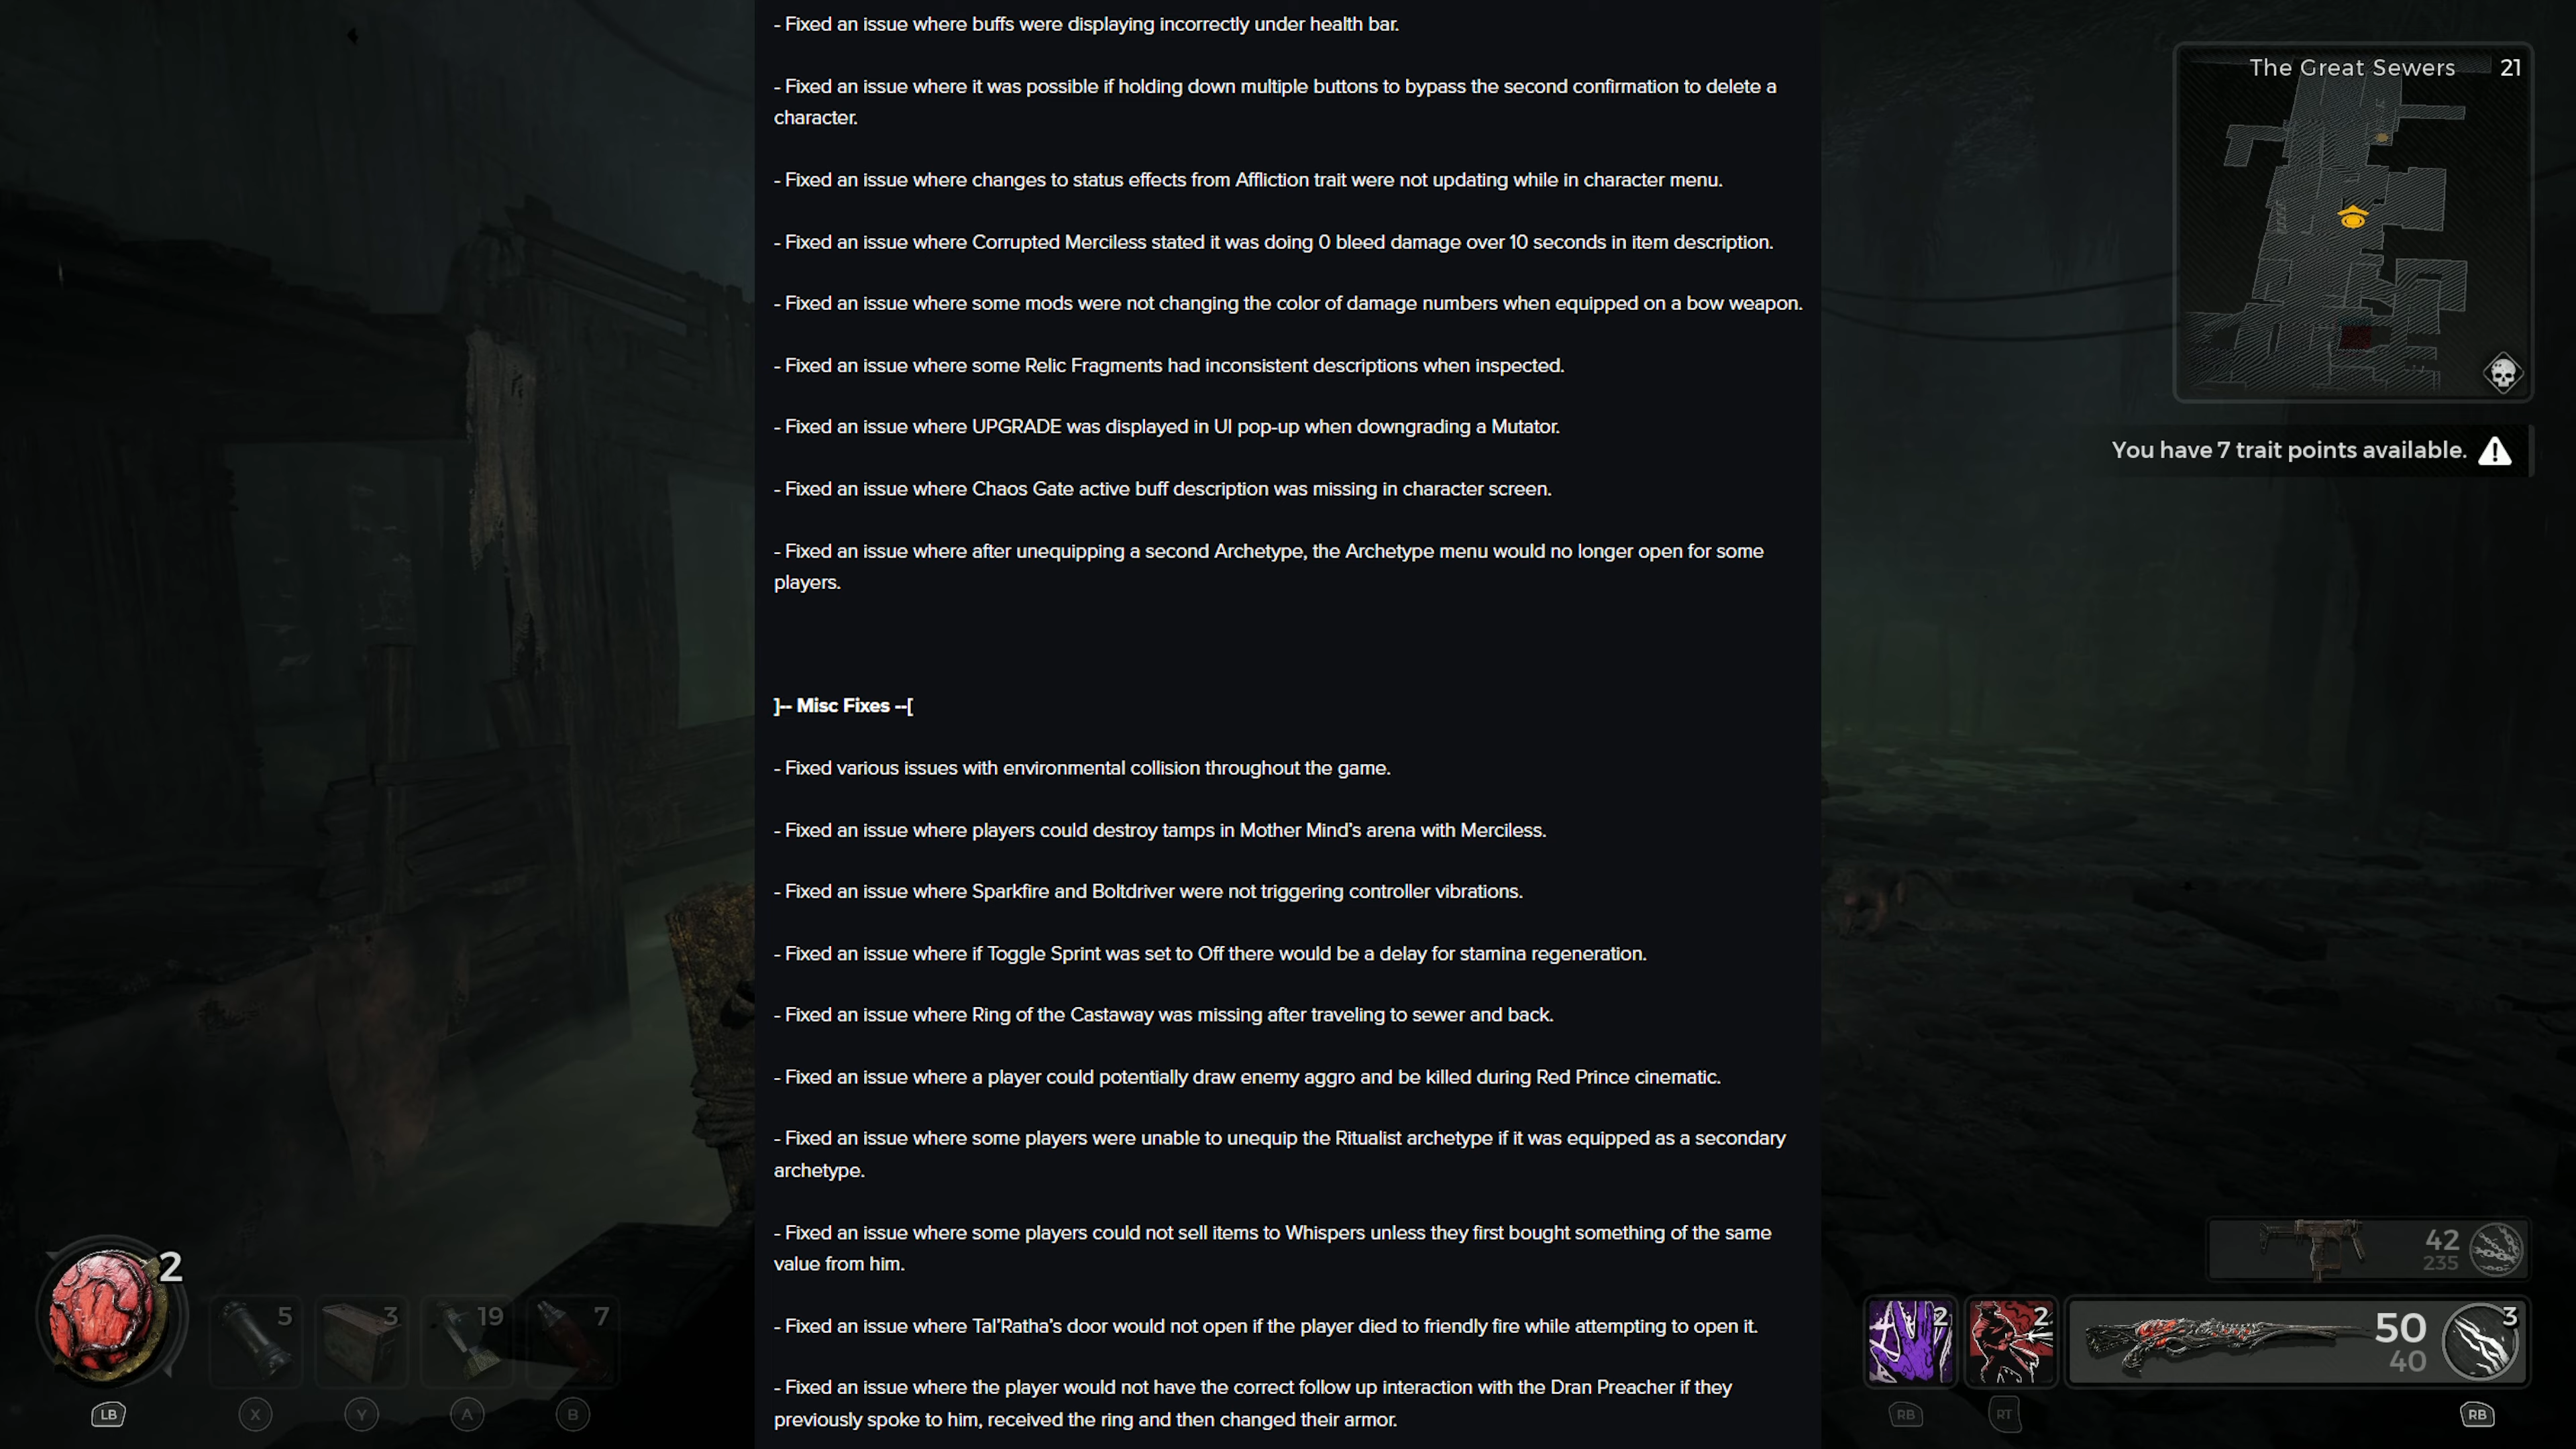 - Fixed an issue where buffs were displaying incorrectly under health bar.
- Fixed an issue where it was possible if holding down multiple buttons to bypass the second confirmation to delete a
character.
- Fixed an issue where changes to status effects from Affliction trait were not updating while in character menu.
- Fixed an issue where Corrupted Merciless stated it was doing 0 bleed damage over 10 seconds in item description.
- Fixed an issue where some mods were not changing the color of damage numbers when equipped on a bow weapon.
- Fixed an issue where some Relic Fragments had inconsistent descriptions when inspected.
- Fixed an issue where UPGRADE was displayed in UI pop-up when downgrading a Mutator.
- Fixed an issue where Chaos Gate active buff description was missing in character screen.
- Fixed an issue where after unequipping a second Archetype, the Archetype menu would no longer open for some
players.
]-- Misc Fixes --[
- Fixed various issues with environmental collision throughout the game.
- Fixed an issue where players could destroy tamps in Mother Mind's arena with Merciless.
- Fixed an issue where Sparkfire and Boltdriver were not triggering controller vibrations.
- Fixed an issue where if Toggle Sprint was set to Off there would be a delay for stamina regeneration.
- Fixed an issue where Ring of the Castaway was missing after traveling to sewer and back.
- Fixed an issue where a player could potentially draw enemy aggro and be killed during Red Prince cinematic.
- Fixed an issue where some players were unable to unequip the Ritualist archetype if it was equipped as a secondary
archetype.
- Fixed an issue where some players could not sell items to Whispers unless they first bought something of the same
value from him.
- Fixed an issue where Tal'Ratha's door would not open if the player died to friendly fire while attempting to open it.
- Fixed an issue where the player would not have the correct follow up interaction with the Dran Preacher if they
previously spoke to him, received the ring and then changed their armor.
The Great Sewers 21
You have 7 trait points available.
2
5 3 19 7
LB X Y A B
42
235
2 2
50
40
3
RB RT RB